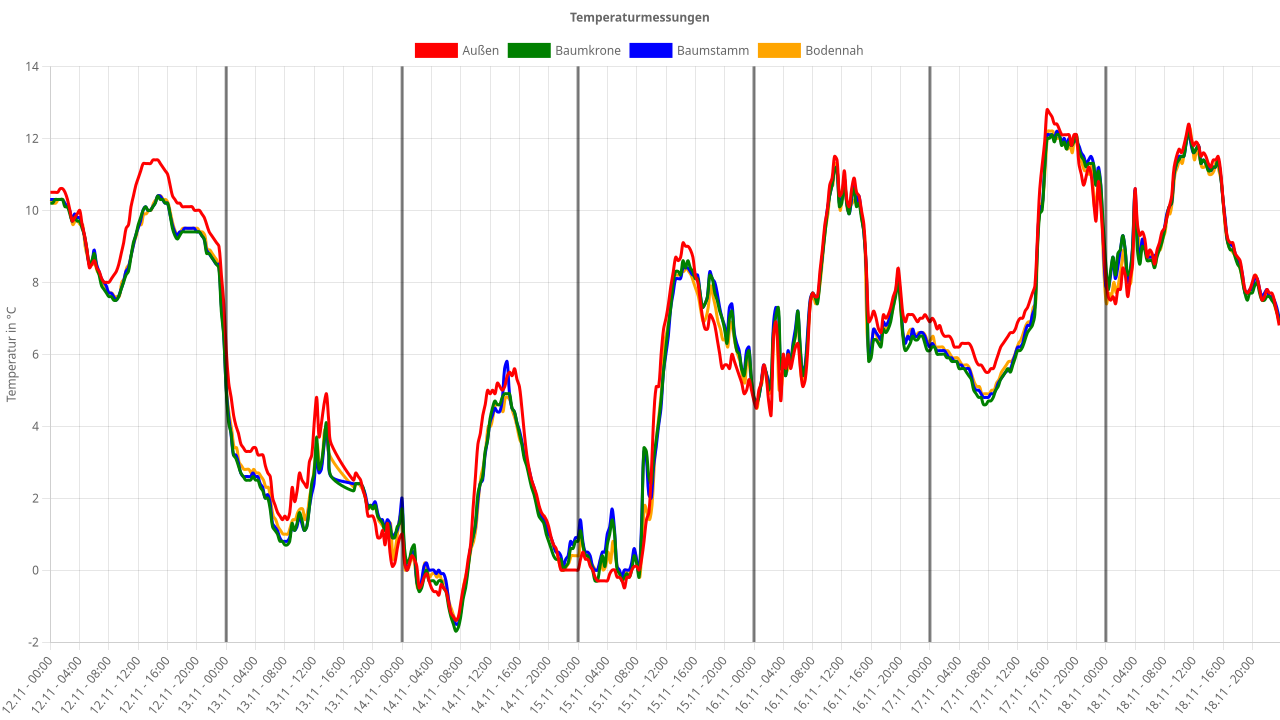 Temperaturmessungen
Außen Baumkrone Baumstamm Bodennah
Temperatur in °C
14
12
10
8
6
4
2
0
-2
12.11 - 00:00
12.11 - 04:00
12.11 - 08:00
12.11 - 12:00
12.11 - 16:00
12.11 - 20:00
13.11 - 00:00
13.11 - 04:00
13.11 - 08:00
13.11 - 12:00
13.11 - 16:00
13.11 - 20:00
14.11 - 00:00
14.11 - 04:00
14.11 - 08:00
14.11 - 12:00
14.11 - 16:00
14.11 - 20:00
15.11 - 00:00
15.11 - 04:00
15.11 - 08:00
15.11 - 12:00
15.11 - 16:00
15.11 - 20:00
16.11 - 00:00
16.11 - 04:00
16.11 - 08:00
16.11 - 12:00
16.11 - 16:00
16.11 - 20:00
17.11 - 00:00
17.11 - 04:00
17.11 - 08:00
17.11 - 12:00
17.11 - 16:00
17.11 - 20:00
18.11 - 00:00
18.11 - 04:00
18.11 - 08:00
18.11 - 12:00
18.11 - 16:00
18.11 - 20:00